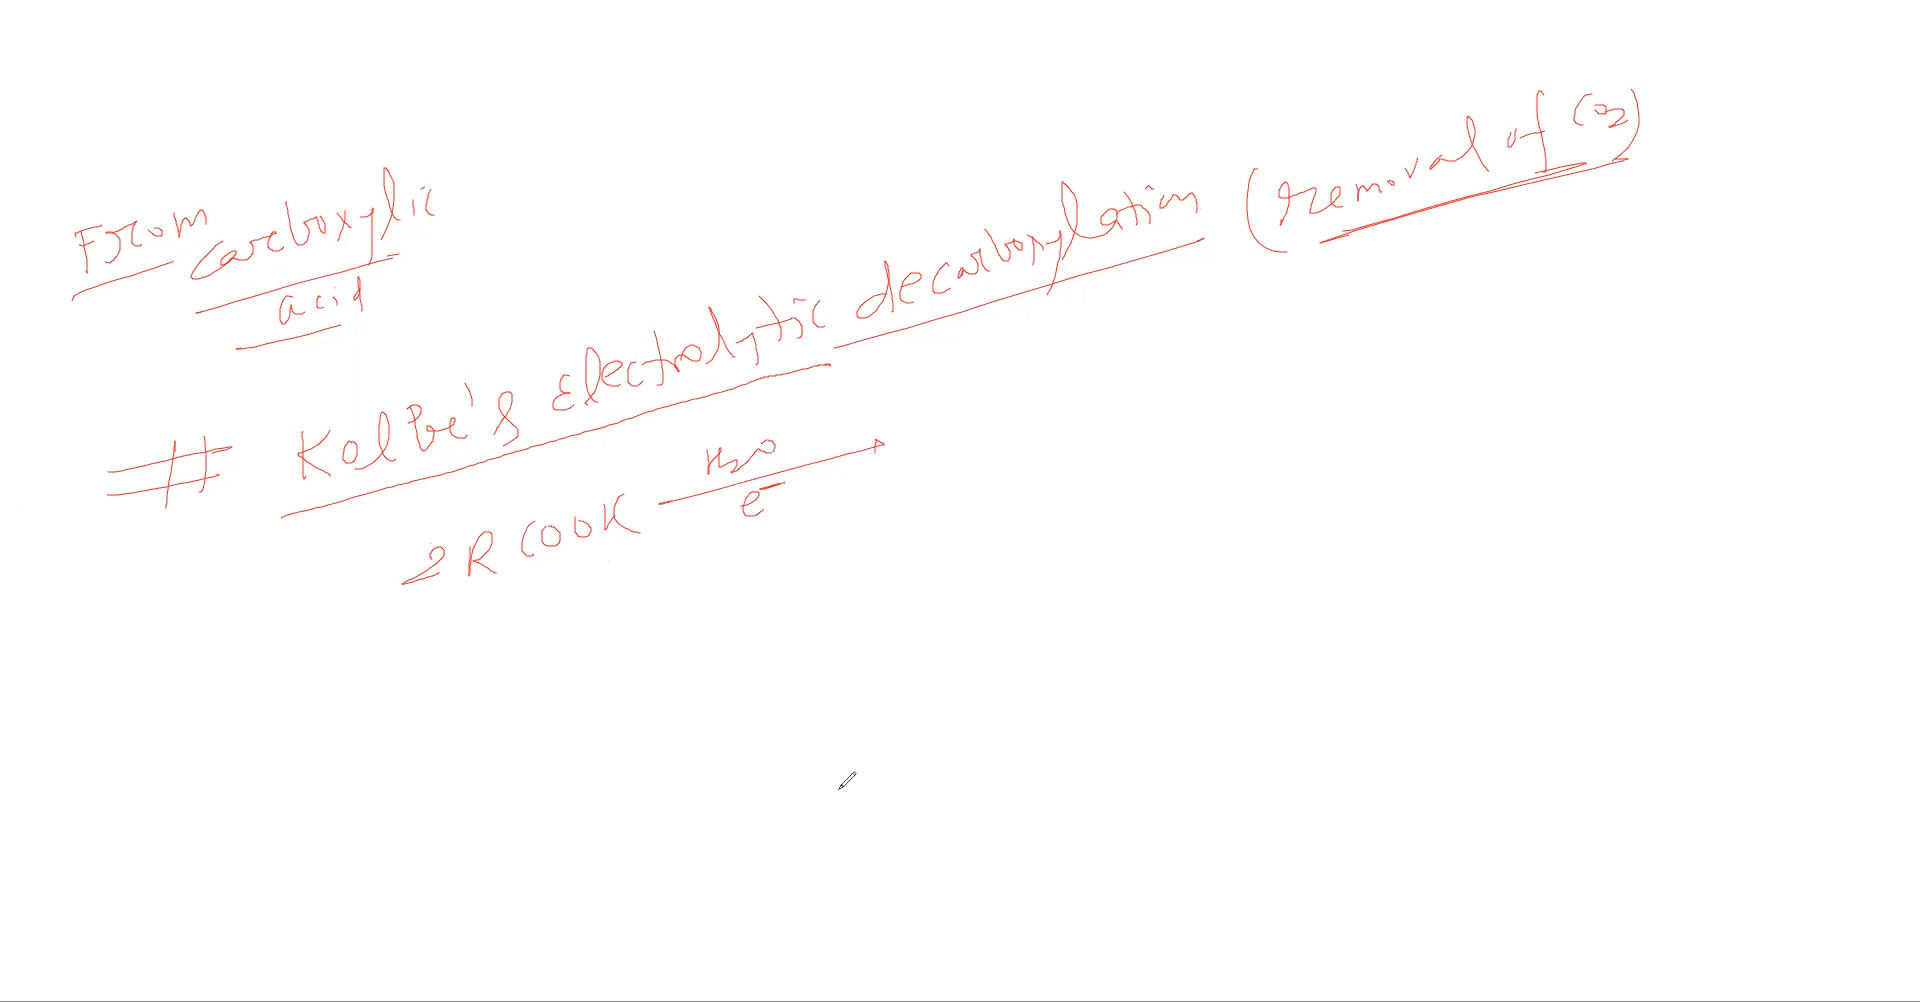 From carboxylic
acid
# Kolbe's electrolytic decarboxylation (removal of CO2)
2RCOOK H2O
e-